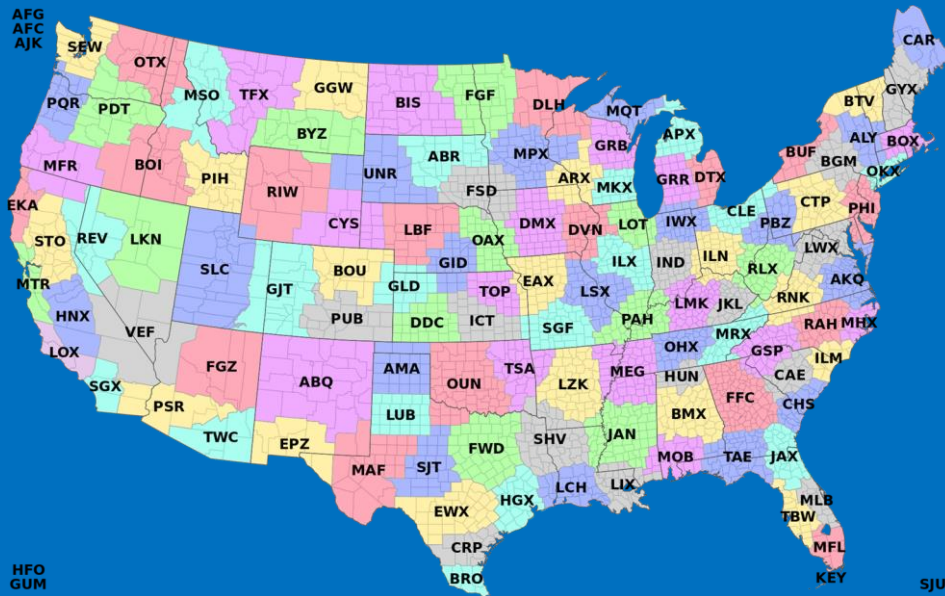 AFG
AFC
AJK
SEW
OTX
MSO
TFX
GGW
BIS
FGF
DLH
MQT
CAR
GYX
BTV
PQR
PDT
BYZ
ALY
BOX
APX
GRB
MFR
BOI
PIH
RIW
UNR
ABR
MPX
ARX
MKX
GRR
DTX
BUF
BGM
OKX
FSD
EKA
STO
REV
LKN
SLC
CYS
LBF
OAX
DMX
DVN
LOT
IWX
CLE
PBZ
CTP
PHI
GJT
BOU
GLD
GID
TOP
EAX
LSX
ILX
IND
ILN
RLX
LWX
AKQ
MTR
HNX
VEF
PUB
DDC
ICT
SGF
PAH
LMK
JKL
RNK
LOX
SGX
FGZ
ABQ
AMA
OUN
TSA
LZK
MEG
OHX
MRX
GSP
RAH
MHX
PSR
TWC
EPZ
LUB
HUN
BMX
FFC
CAE
ILM
CHS
MAF
SJT
FWD
SHV
JAN
MOB
TAE
JAX
EWX
HGX
LCH
LIX
MLB
TBW
CRP
BRO
MFL
KEY
HFO
GUM
SJU